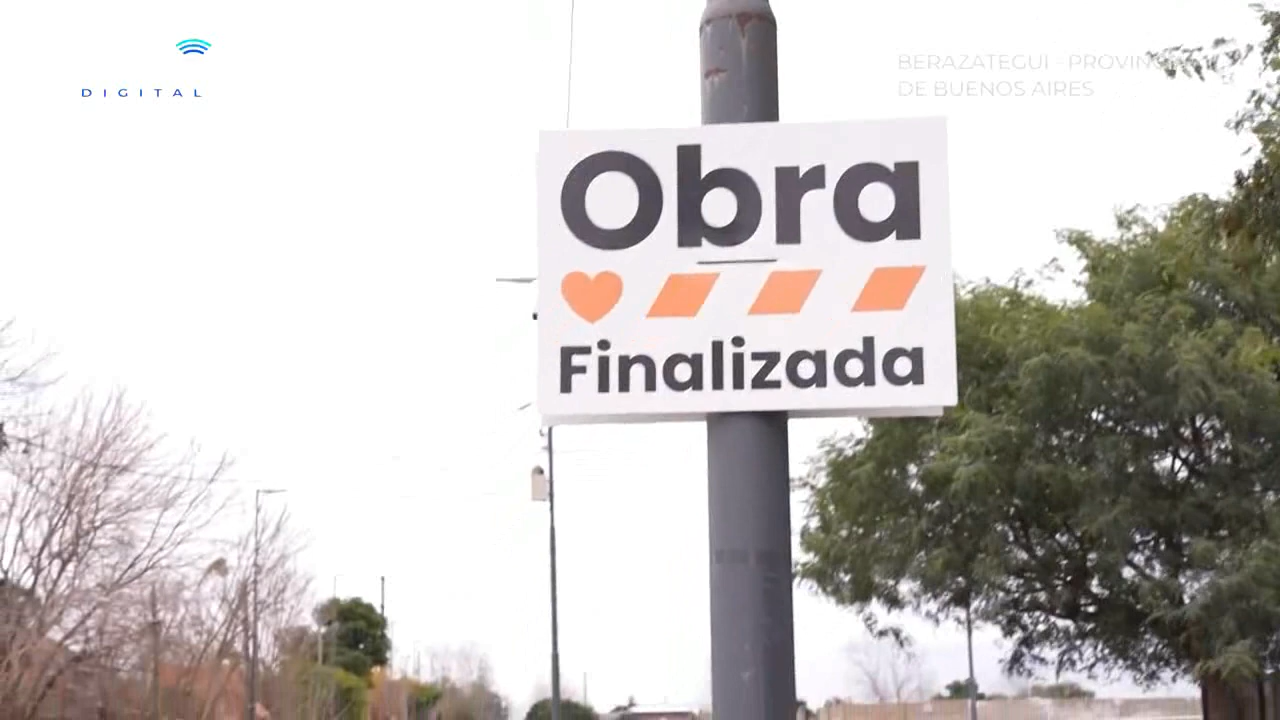 DIGITAL
BERAZATEGUI - PROVINCIA
DE BUENOS AIRES
Obra
Finalizada